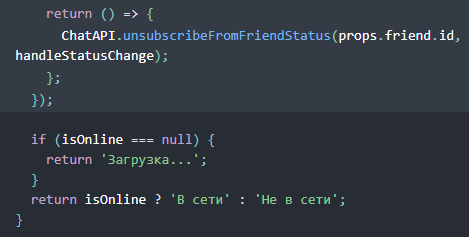 return () => {
      ChatAPI.unsubscribeFromFriendStatus(props.friend.id,
handleStatusChange);
    };
  });

  if (isOnline === null) {
    return 'Загрузка...';
  }
  return isOnline ? 'В сети' : 'Не в сети';
}